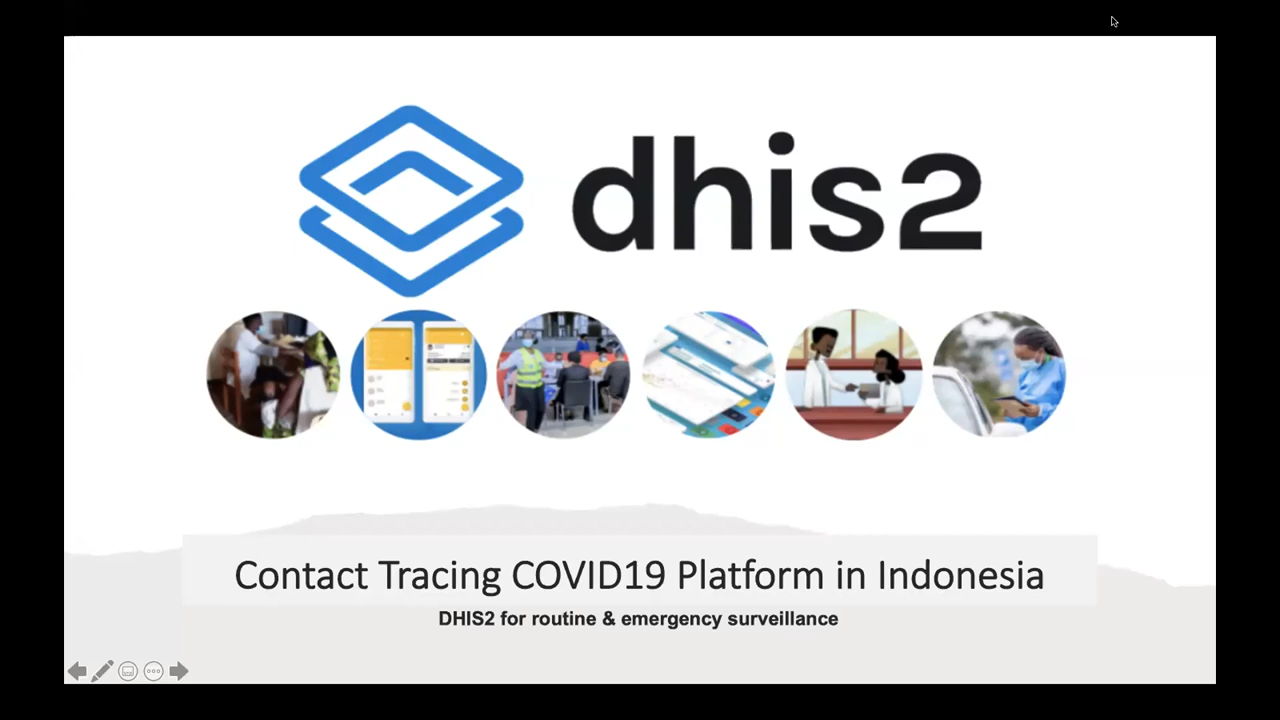 dhis2
Contact Tracing COVID19 Platform in Indonesia
DHIS2 for routine & emergency surveillance